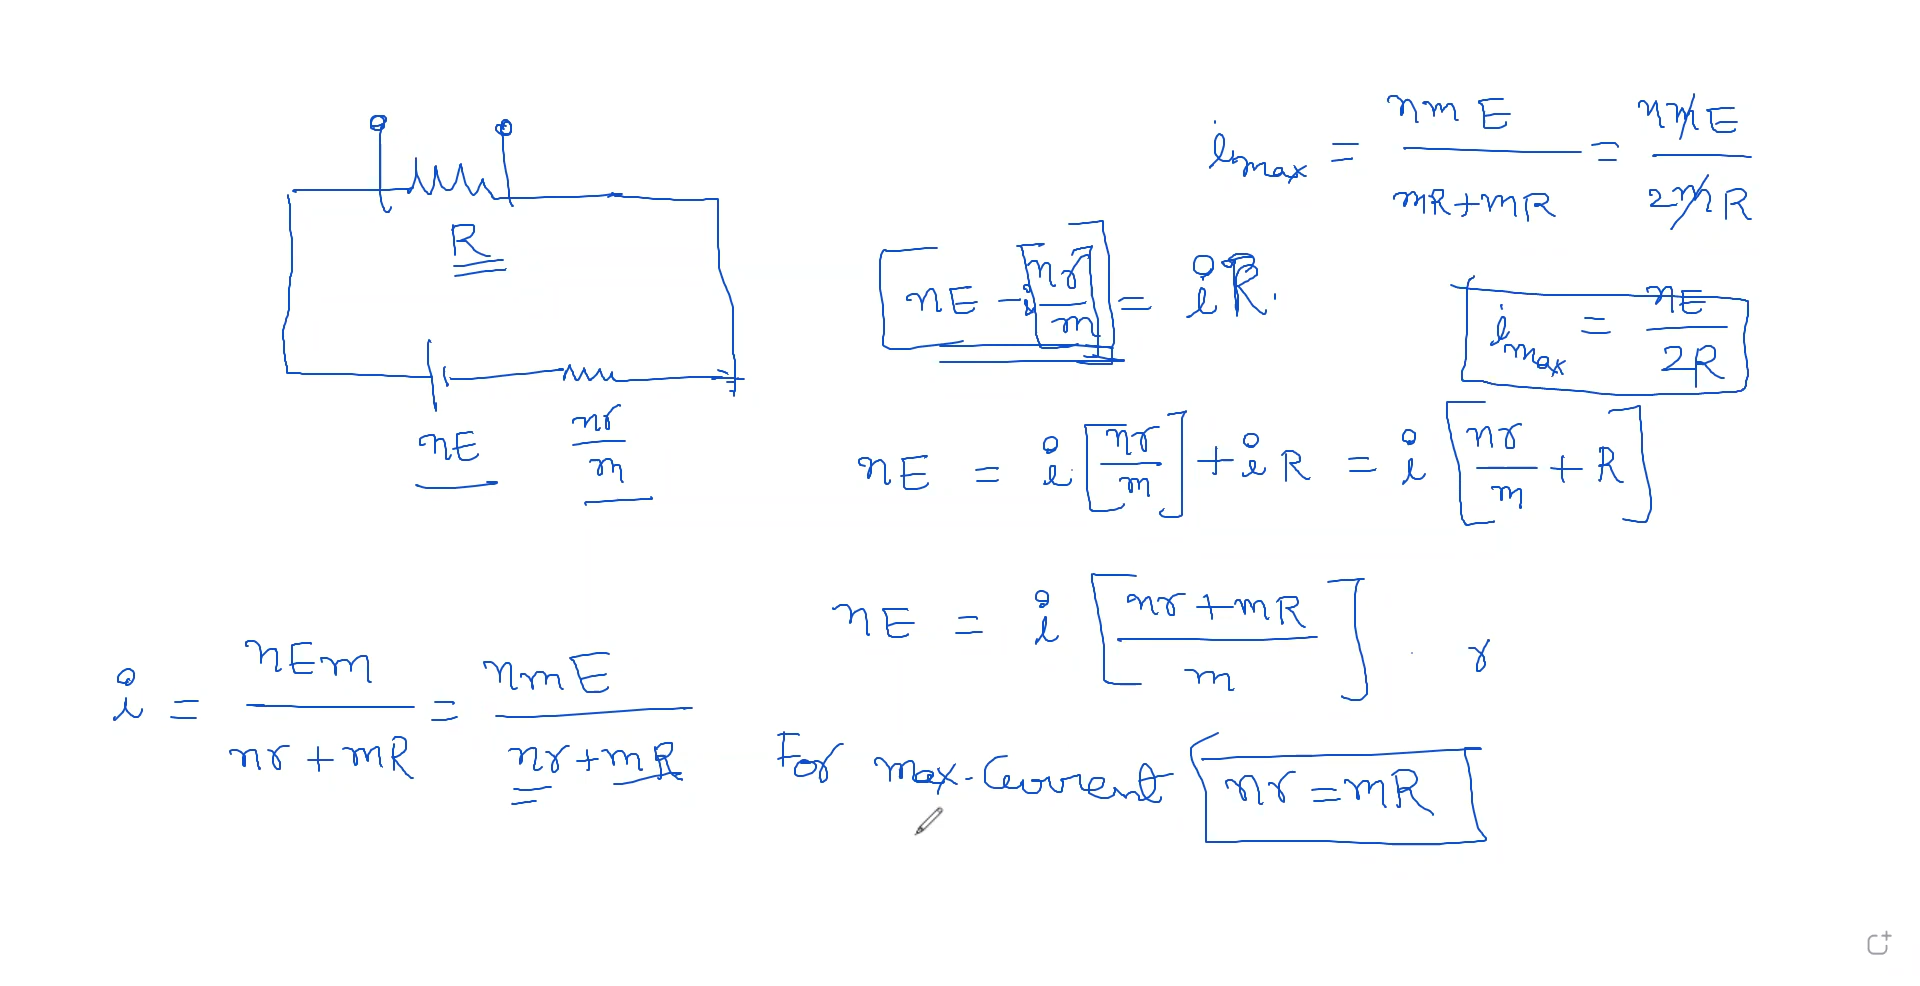 i_max = nmE / (mR+mR) = nmE / 2mR
R
nE - i[nr/m] = iR.
i_max = nE / 2R
nE
nr/m
nE = i[nr/m] + iR = i[nr/m + R]
nE = i[(nr+mR)/m]
r
i = nEm / (nr+mR) = nmE / (nr+mR)
For max-Current nr = mR